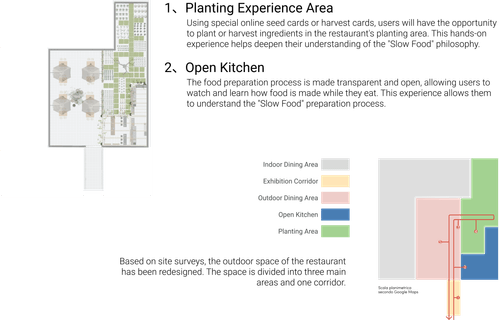 1、Planting Experience Area
Using special online seed cards or harvest cards, users will have the opportunity
to plant or harvest ingredients in the restaurant's planting area. This hands-on
experience helps deepen their understanding of the "Slow Food" philosophy.
2、Open Kitchen
The food preparation process is made transparent and open, allowing users to
watch and learn how food is made while they eat. This experience allows them
to understand the "Slow Food" preparation process.
Indoor Dining Area
Exhibition Corridor
Outdoor Dining Area
Open Kitchen
Planting Area
Based on site surveys, the outdoor space of the restaurant
has been redesigned. The space is divided into three main
areas and one corridor.
Scala planimetrica
secondo Google Maps